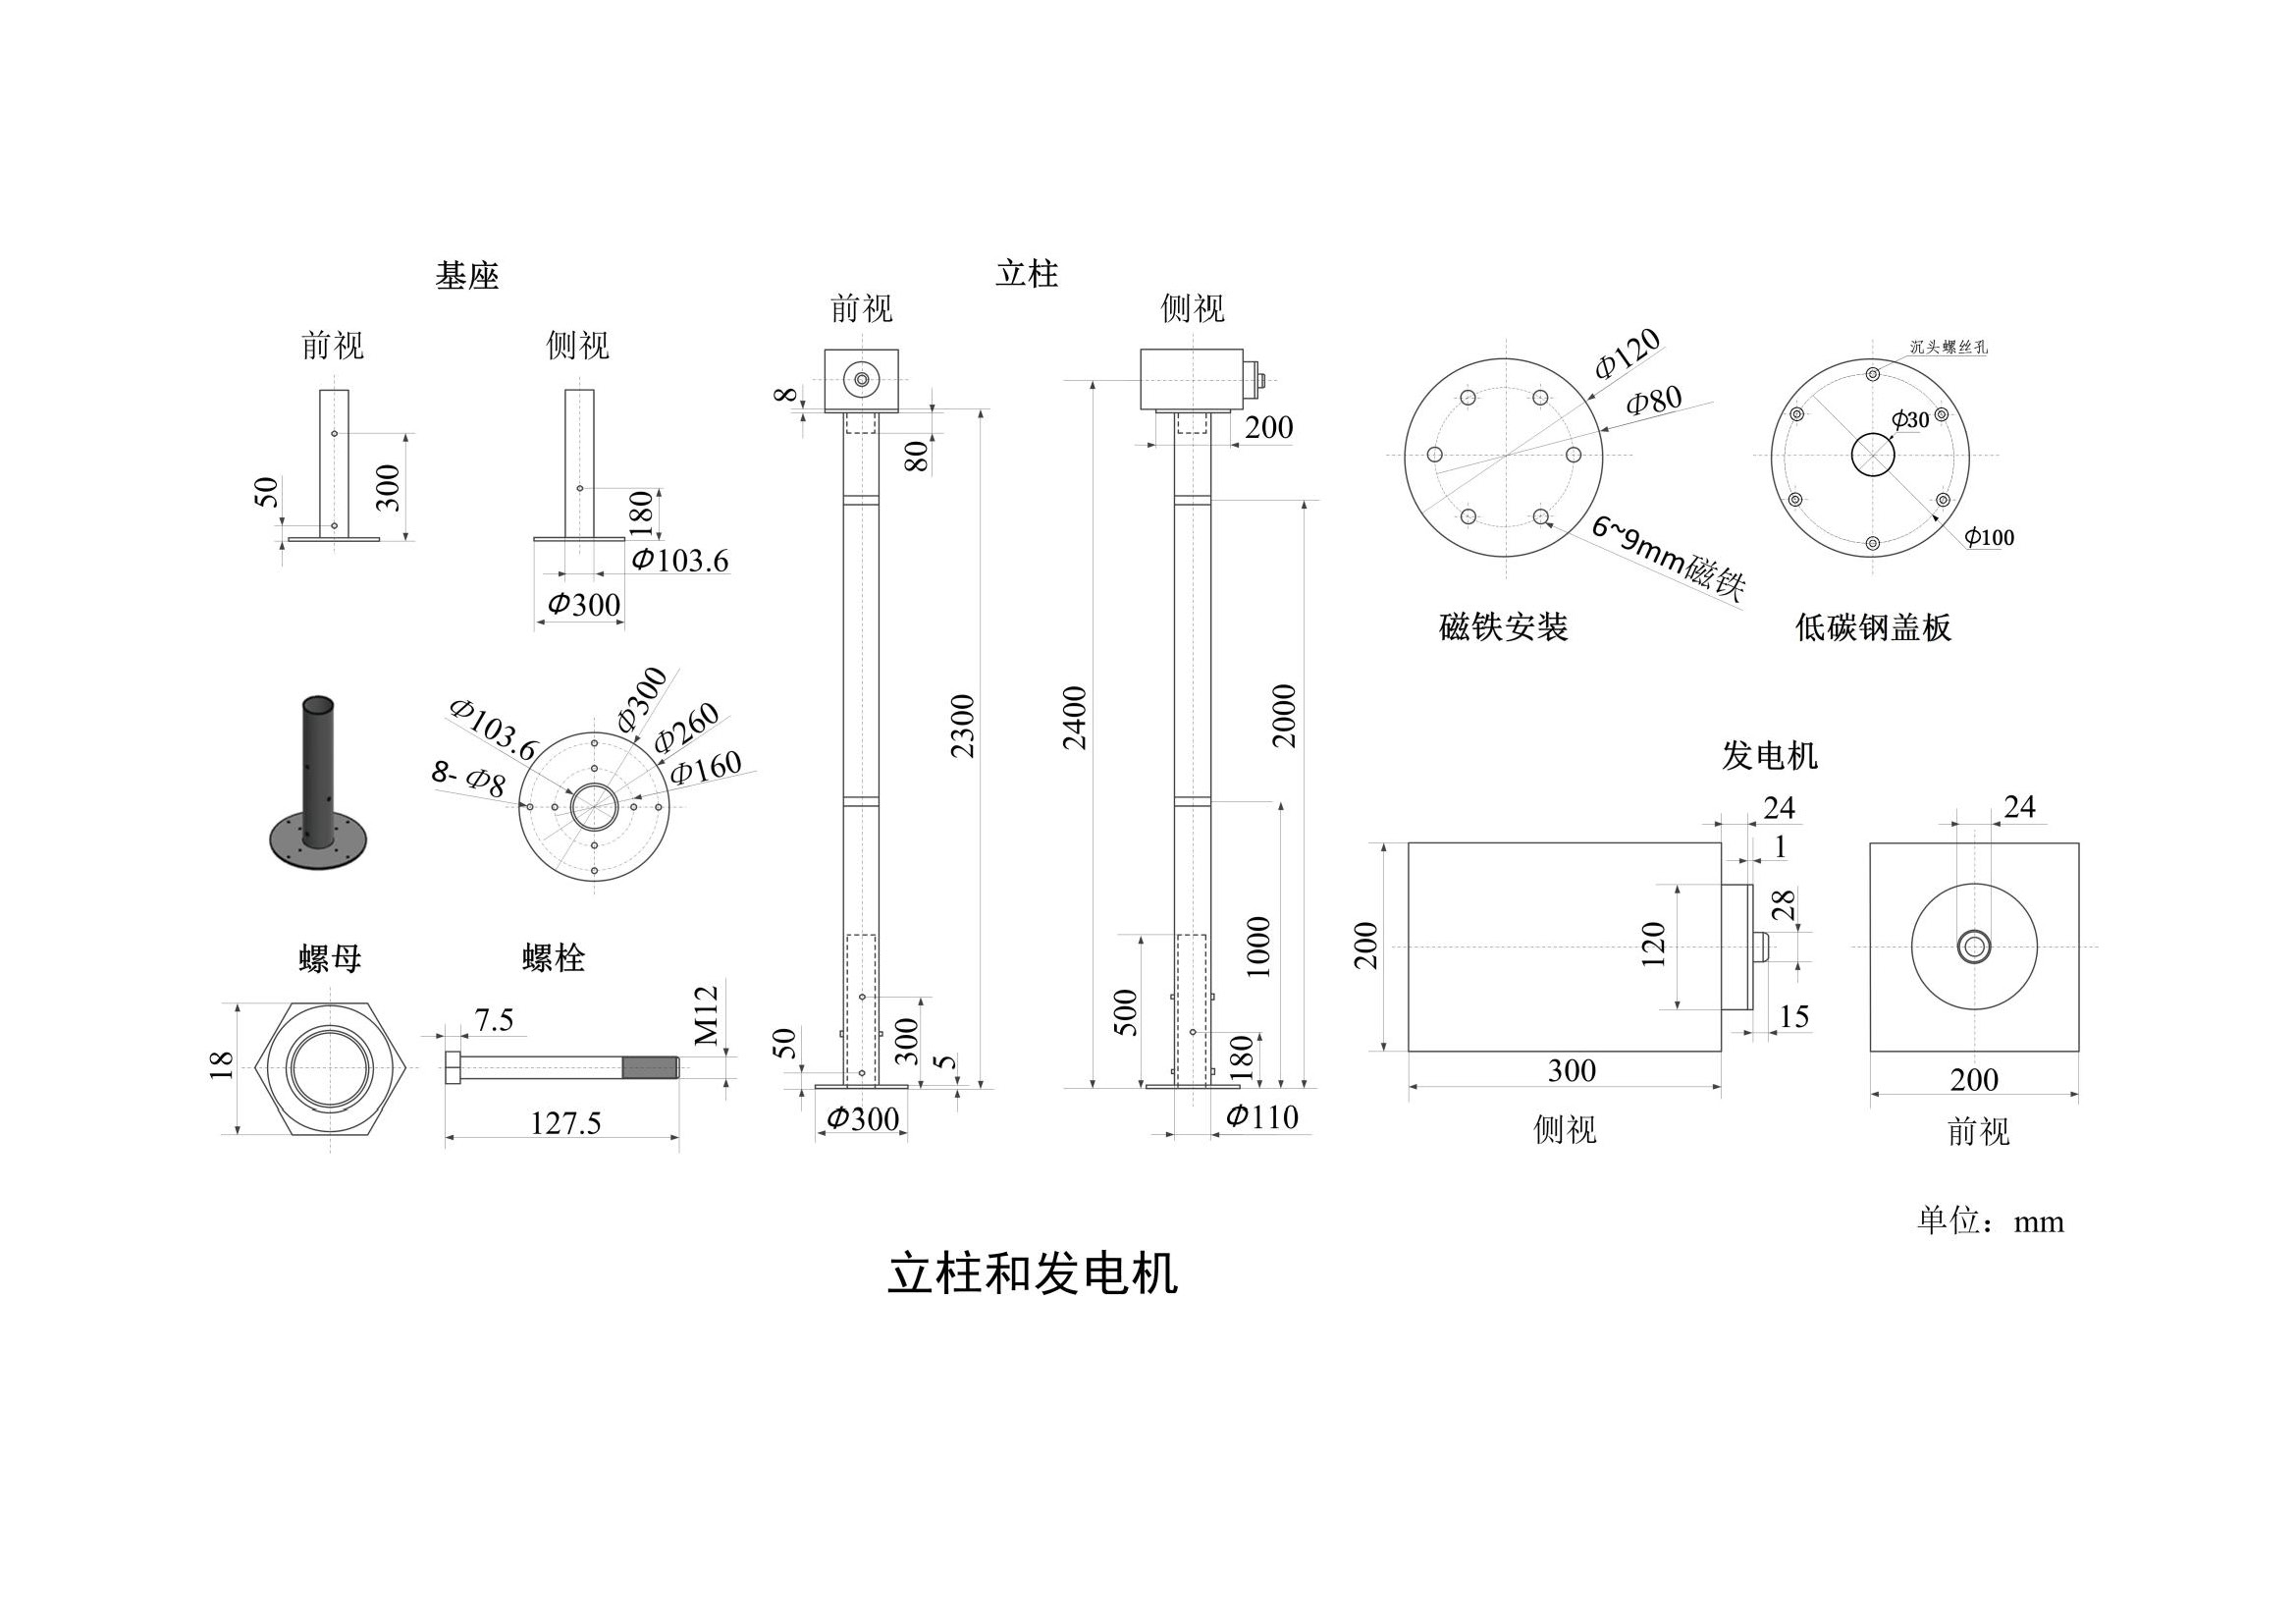 基座
前视
侧视
50
300
180
Φ103.6
Φ300
Φ103.6
8- Φ8
Φ300
Φ260
Φ160
螺母
18
螺栓
7.5
M12
127.5
立柱
前视
8
80
2300
50
300
5
Φ300
侧视
200
2400
2000
1000
500
180
Φ110
Φ120
Φ80
6~9mm磁铁
磁铁安装
沉头螺丝孔
Φ30
Φ100
低碳钢盖板
发电机
24
1
28
200
120
15
300
侧视
24
200
前视
单位：mm
立柱和发电机